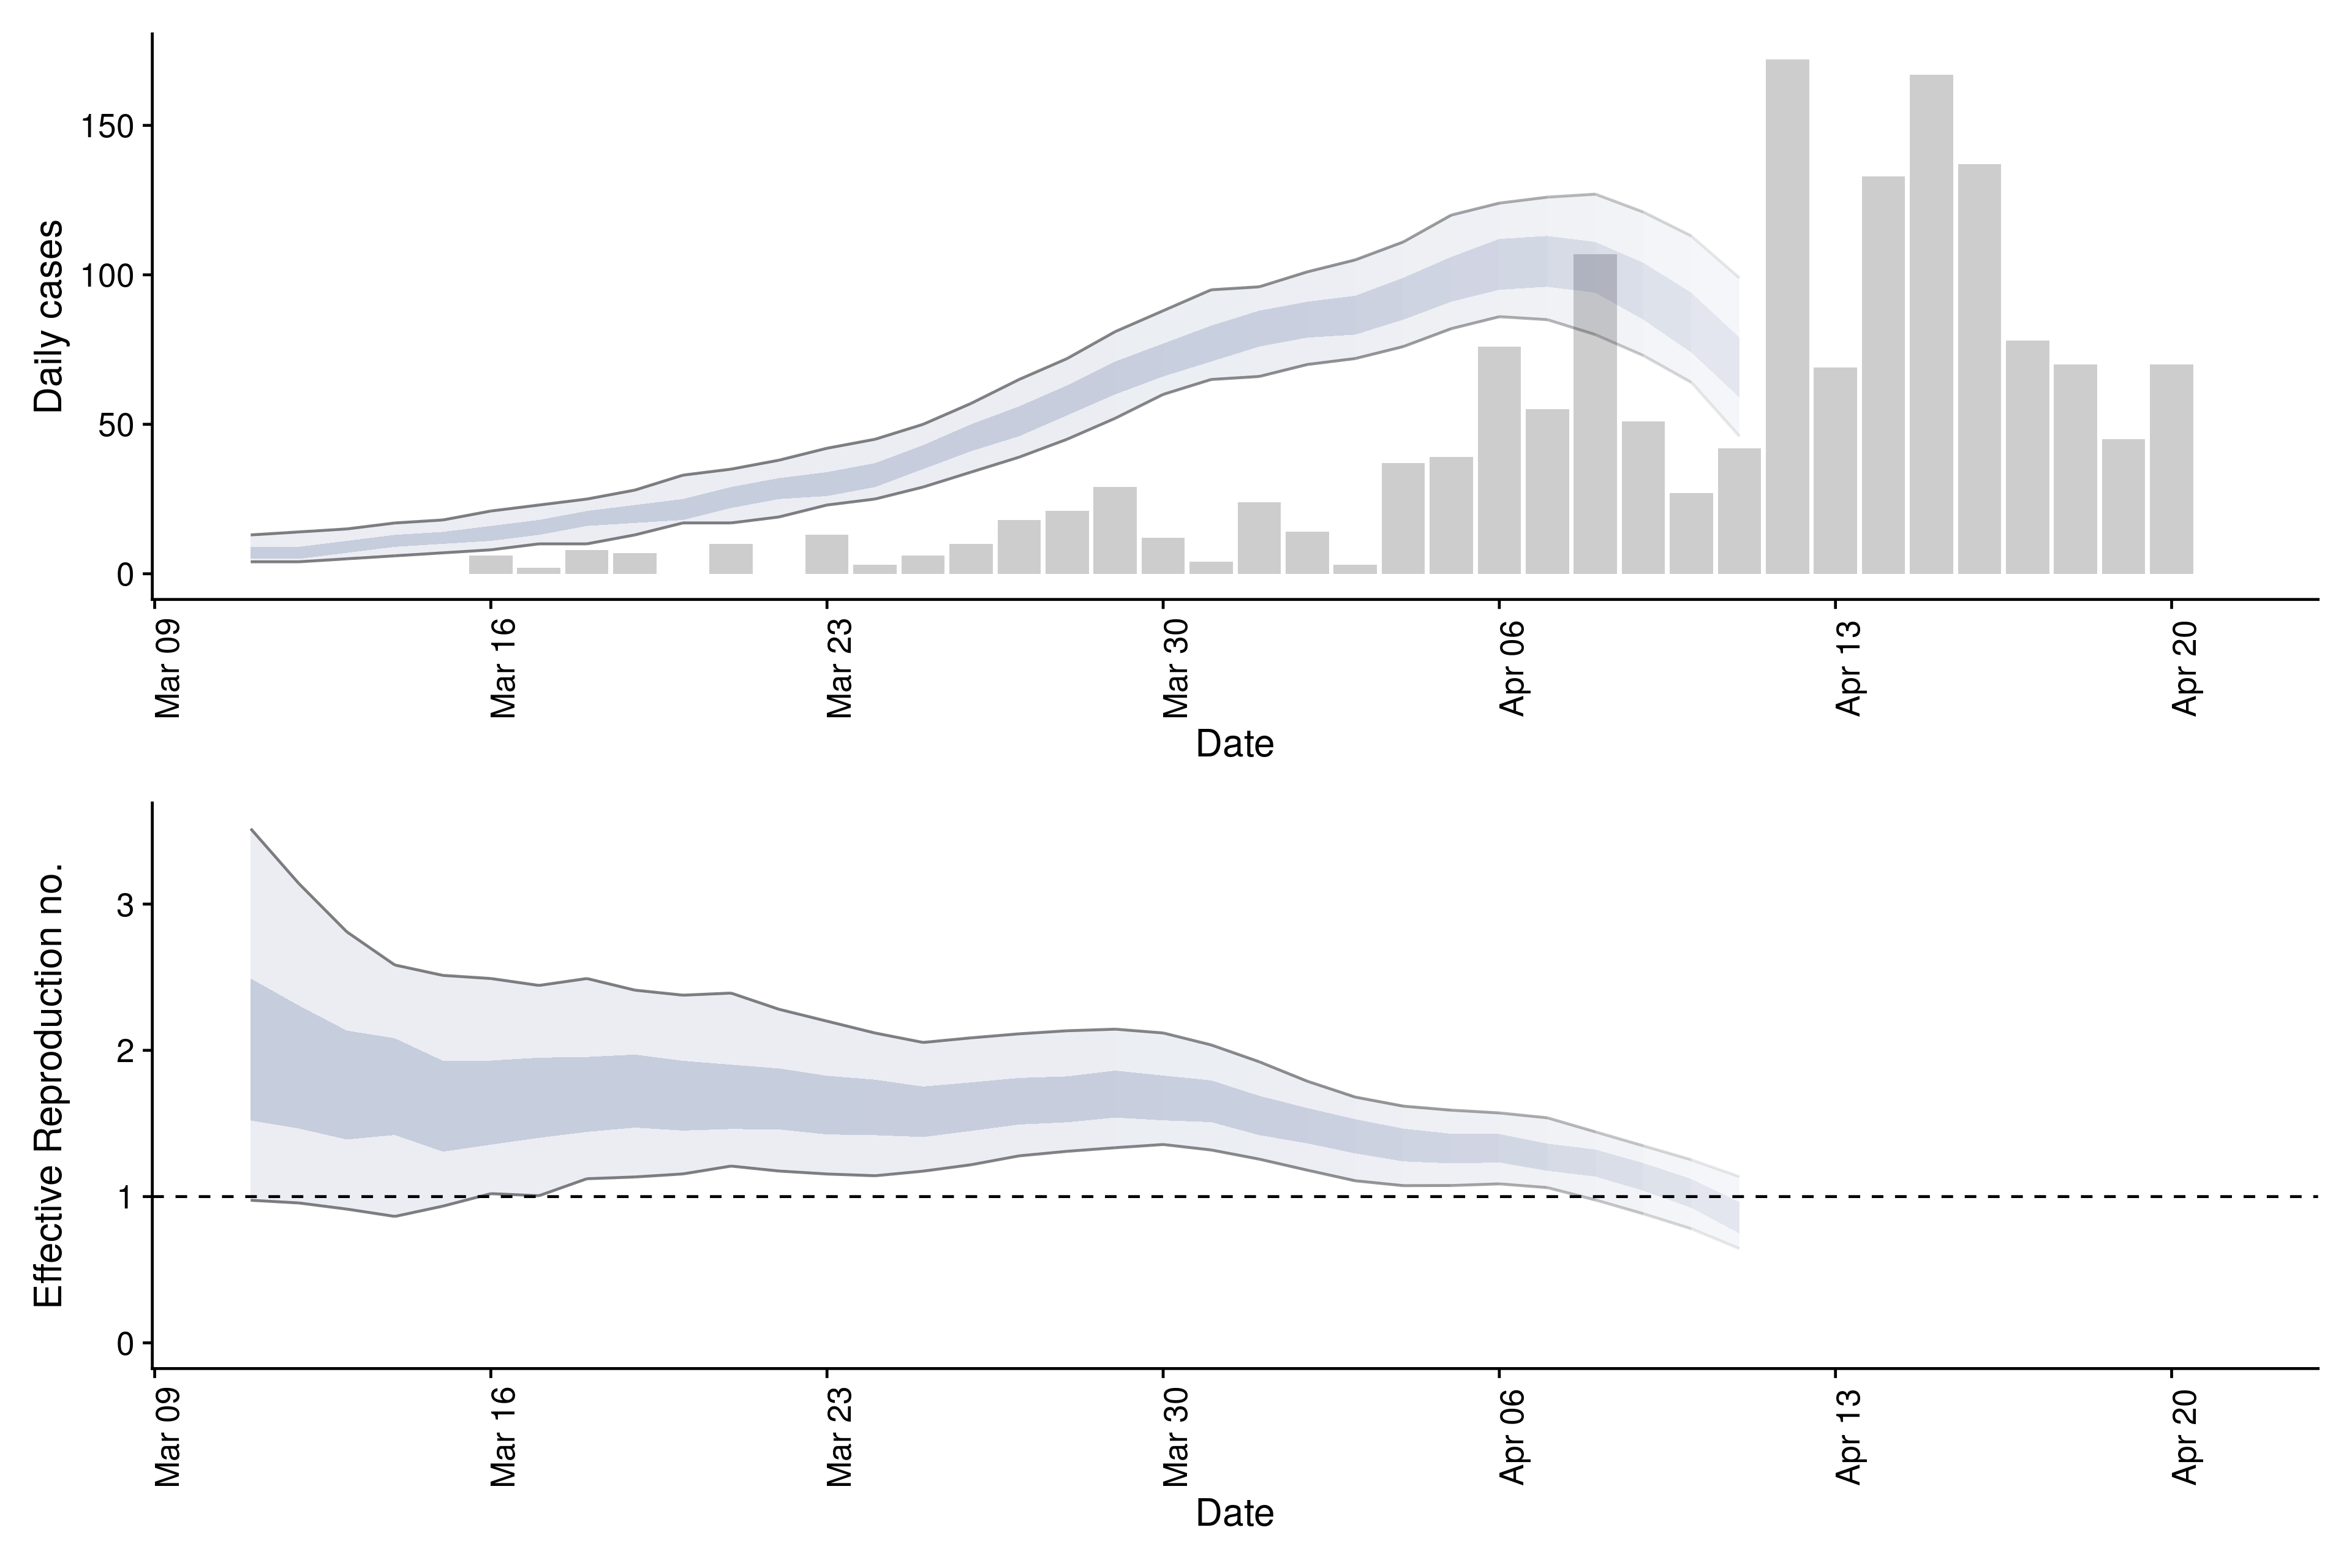 Daily cases
150
100
50
0
Mar 09
Mar 16
Mar 23
Mar 30
Apr 06
Apr 13
Apr 20
Date
Effective Reproduction no.
3
2
1
0
Mar 09
Mar 16
Mar 23
Mar 30
Apr 06
Apr 13
Apr 20
Date